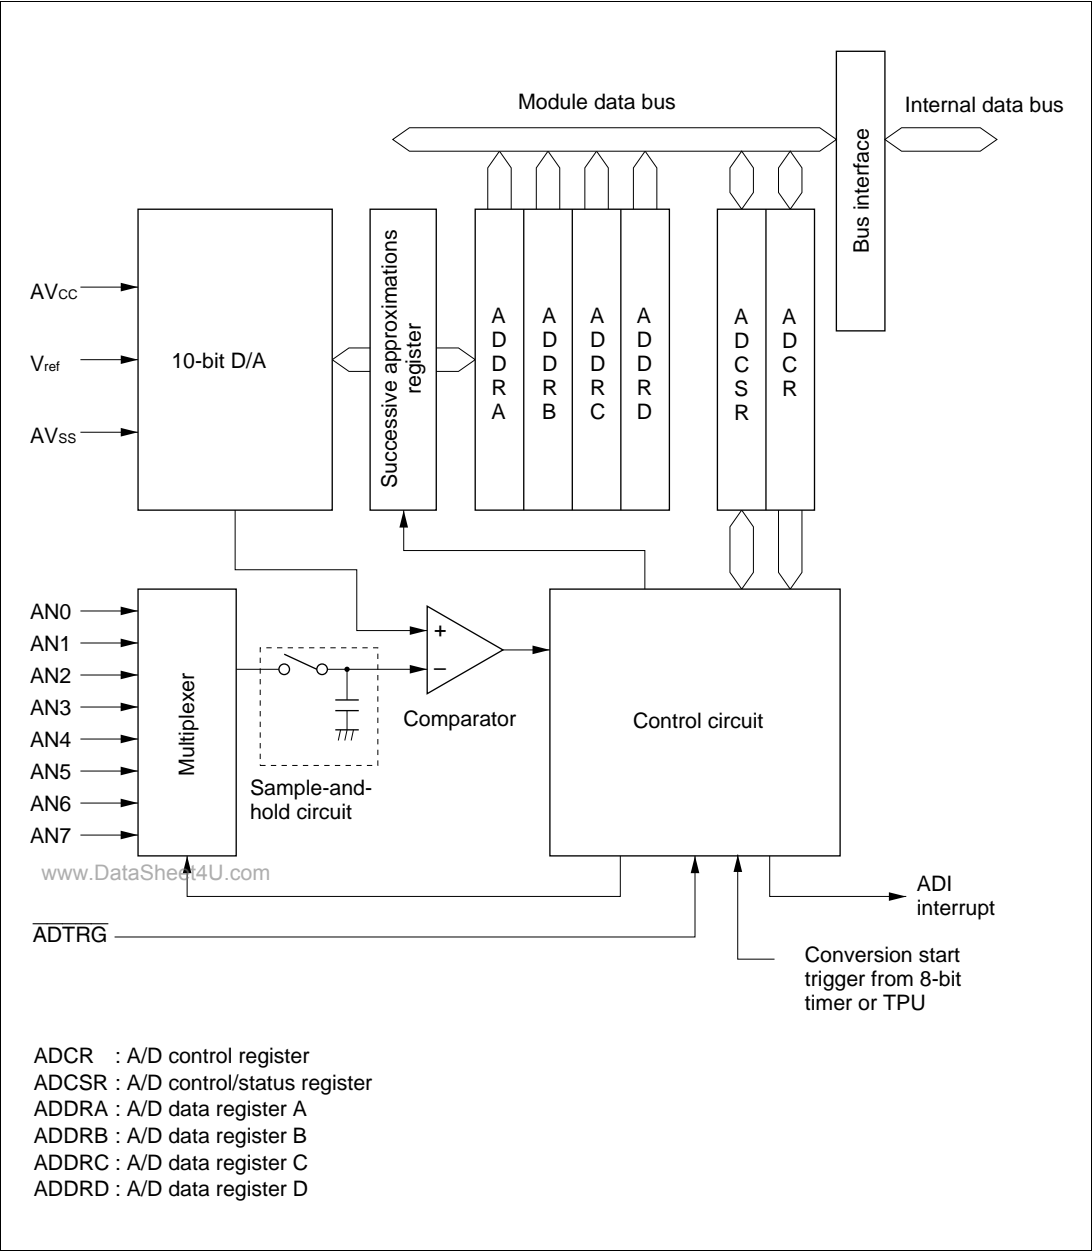 Module data bus
Internal data bus
Bus interface
AVCC
Vref
AVSS
10-bit D/A
Successive approximations
register
ADDRA
ADDRB
ADDRC
ADDRD
ADCSR
ADCR
AN0
AN1
AN2
AN3
AN4
AN5
AN6
AN7
Multiplexer
+
−
Comparator
Sample-and-
hold circuit
Control circuit
www.DataSheet4U.com
ADTRG
ADI
interrupt
Conversion start
trigger from 8-bit
timer or TPU
ADCR : A/D control register
ADCSR : A/D control/status register
ADDRA : A/D data register A
ADDRB : A/D data register B
ADDRC : A/D data register C
ADDRD : A/D data register D